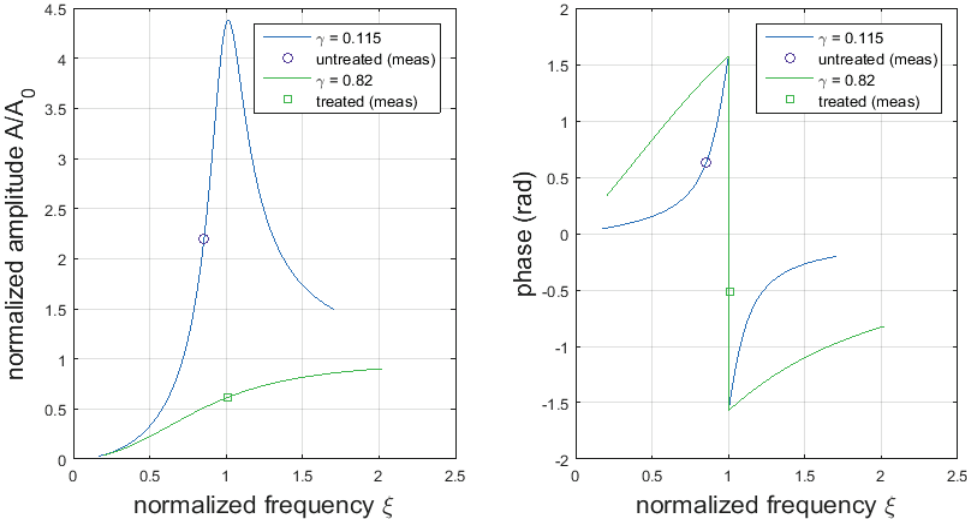 4.5
4
3.5
3
2.5
2
1.5
1
0.5
0
normalized amplitude A/A0
0
0.5
1
1.5
2
2.5
normalized frequency ξ
γ = 0.115
untreated (meas)
γ = 0.82
treated (meas)
2
1.5
1
0.5
0
-0.5
-1
-1.5
-2
phase (rad)
0
0.5
1
1.5
2
2.5
normalized frequency ξ
γ = 0.115
untreated (meas)
γ = 0.82
treated (meas)